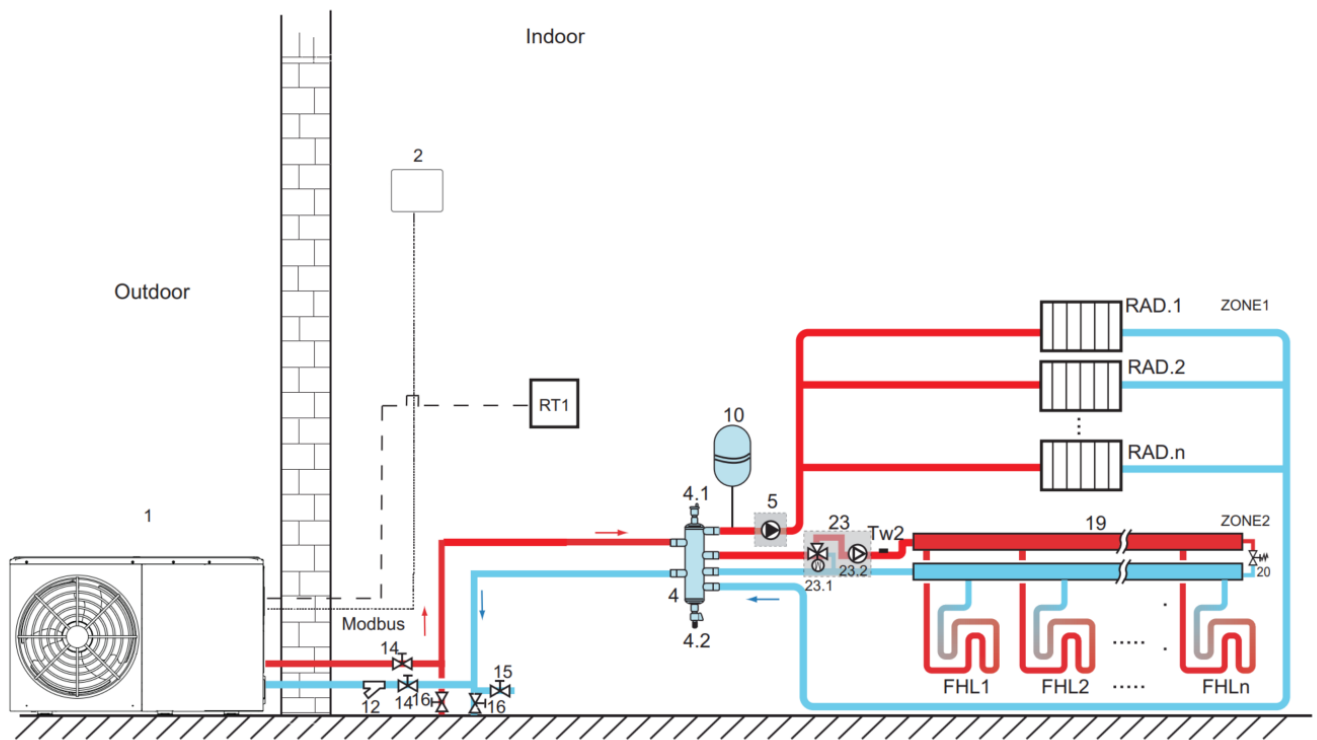 Indoor
2
Outdoor
RAD.1
ZONE1
RAD.2
RT1
10
RAD.n
4.1
5
1
23
Tw2
19
ZONE2
23.1
23.2
20
4
Modbus
4.2
14
15
12
14
16
16
FHL1
FHL2
FHLn